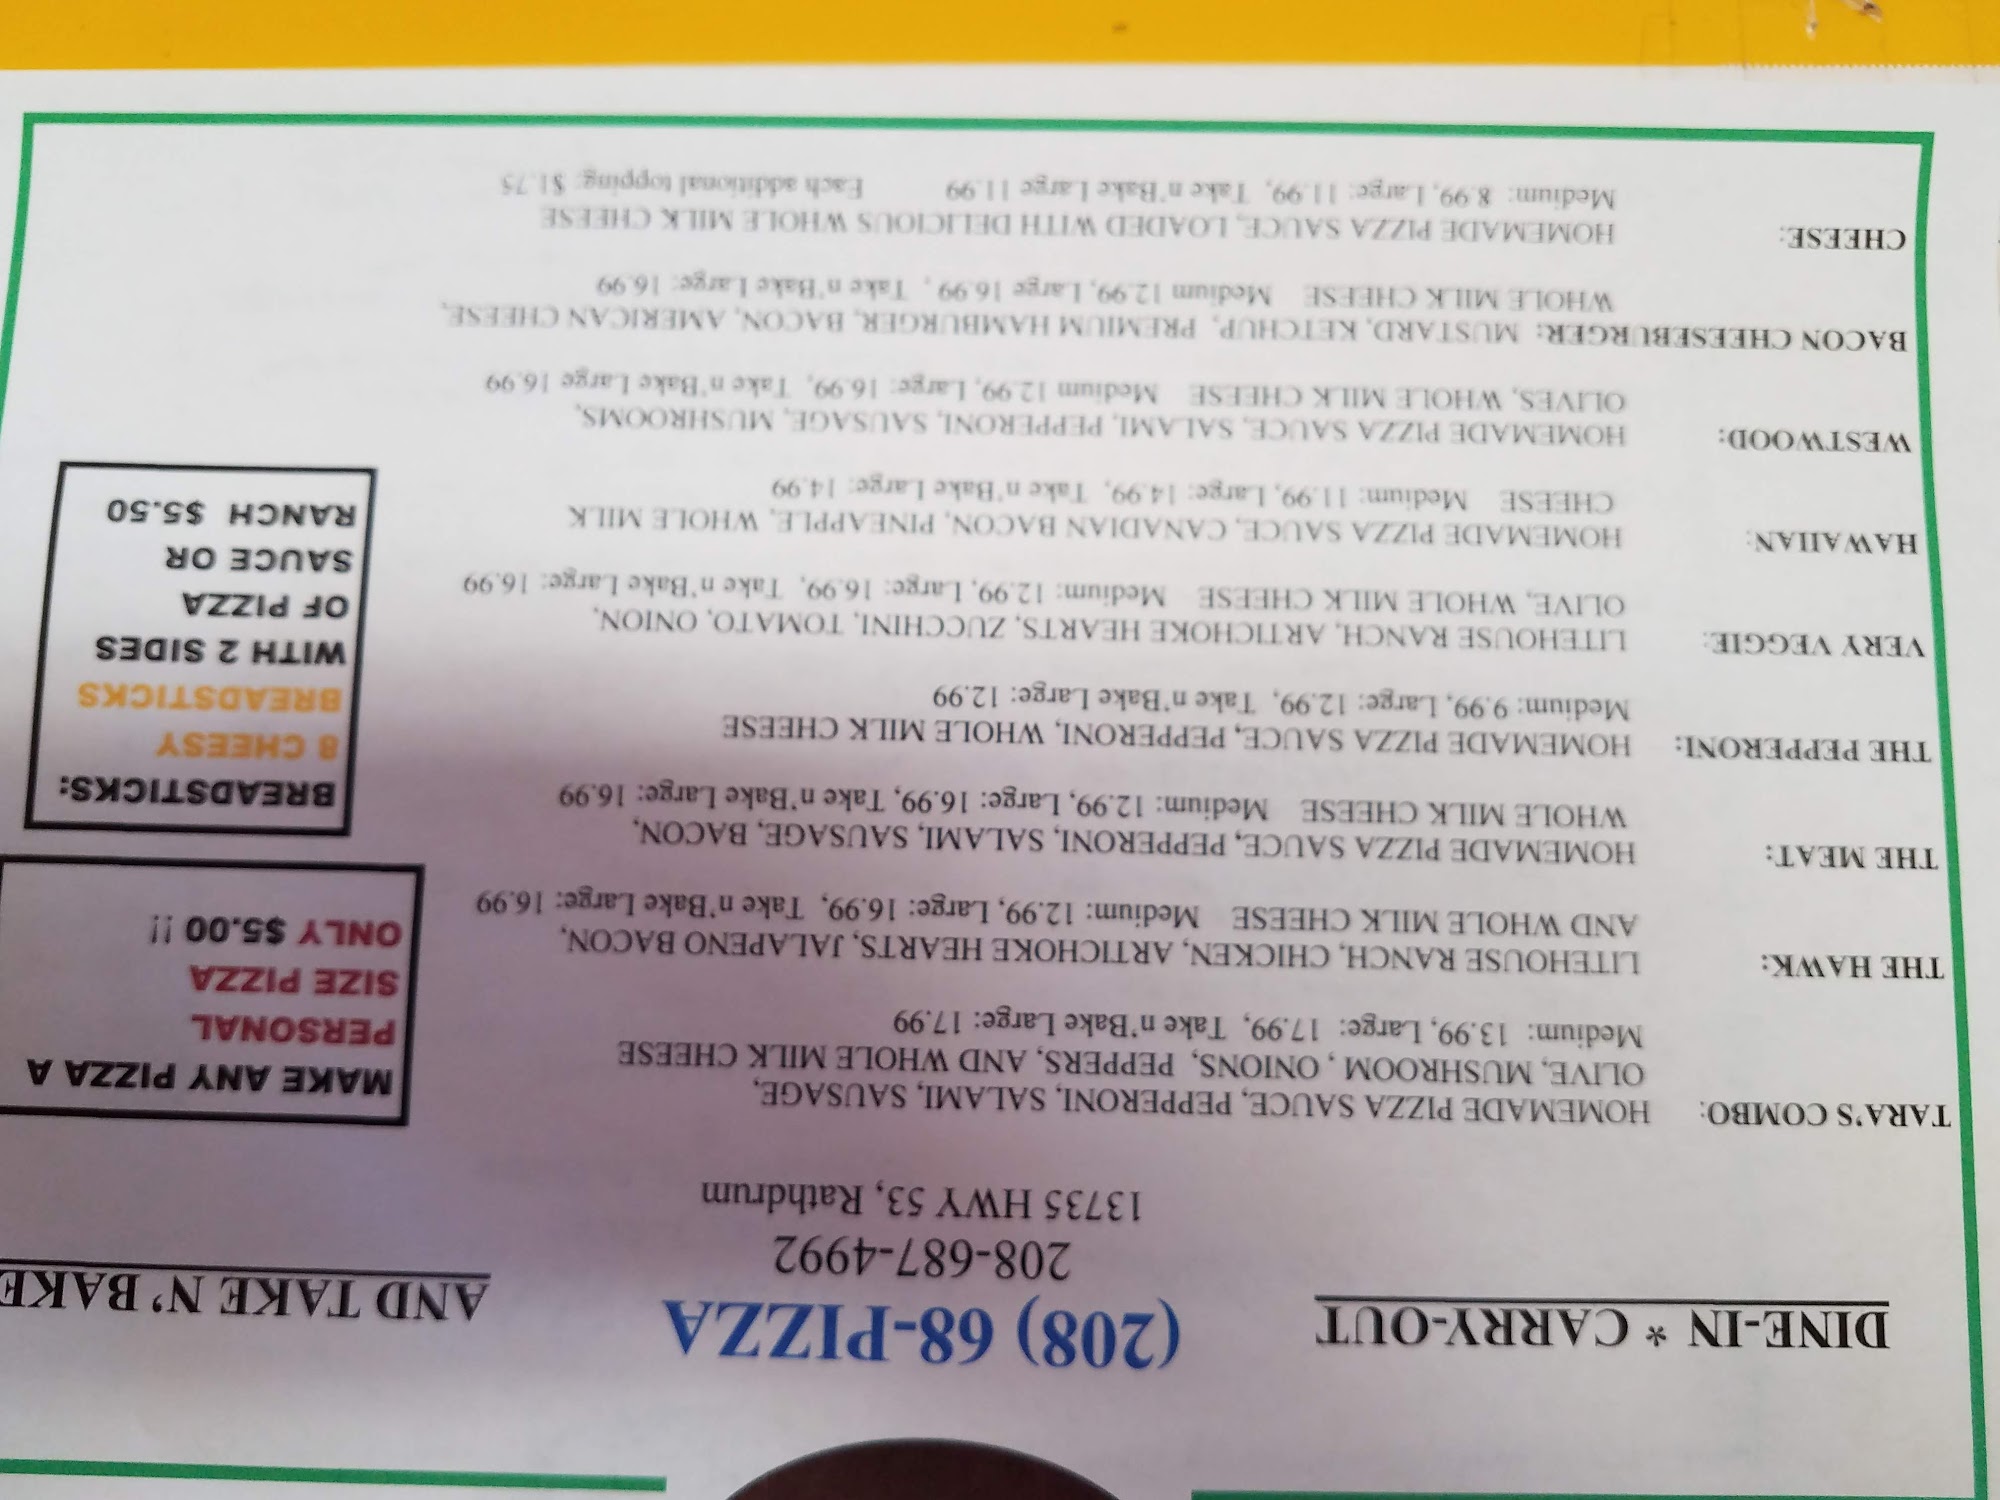 DINE-IN * CARRY-OUT
(208) 68-PIZZA
AND TAKE N' BAKE
208-687-4992
13735 HWY 53, Rathdrum
TARA'S COMBO: HOMEMADE PIZZA SAUCE, PEPPERONI, SALAMI, SAUSAGE,
OLIVE, MUSHROOM , ONIONS, PEPPERS, AND WHOLE MILK CHEESE
Medium: 13.99, Large: 17.99, Take n'Bake Large: 17.99
THE HAWK: LITEHOUSE RANCH, CHICKEN, ARTICHOKE HEARTS, JALAPENO BACON,
AND WHOLE MILK CHEESE Medium: 12.99, Large: 16.99, Take n'Bake Large: 16.99
THE MEAT: HOMEMADE PIZZA SAUCE, PEPPERONI, SALAMI, SAUSAGE, BACON,
WHOLE MILK CHEESE Medium: 12.99, Large: 16.99, Take n'Bake Large: 16.99
THE PEPPERONI: HOMEMADE PIZZA SAUCE, PEPPERONI, WHOLE MILK CHEESE
Medium: 9.99, Large: 12.99, Take n'Bake Large: 12.99
VERY VEGGIE: LITEHOUSE RANCH, ARTICHOKE HEARTS, ZUCCHINI, TOMATO, ONION,
OLIVE, WHOLE MILK CHEESE Medium: 12.99, Large: 16.99, Take n'Bake Large: 16.99
HAWAIIAN: HOMEMADE PIZZA SAUCE, CANADIAN BACON, PINEAPPLE, WHOLE MILK
CHEESE Medium: 11.99, Large: 14.99, Take n'Bake Large: 14.99
WESTWOOD: HOMEMADE PIZZA SAUCE, SALAMI, PEPPERONI, SAUSAGE, MUSHROOMS,
OLIVES, WHOLE MILK CHEESE Medium 12.99, Large: 16.99, Take n'Bake Large 16.99
BACON CHEESEBURGER: MUSTARD, KETCHUP, PREMIUM HAMBURGER, BACON, AMERICAN CHEESE,
WHOLE MILK CHEESE Medium 12.99, Large 16.99 , Take n'Bake Large: 16.99
CHEESE: HOMEMADE PIZZA SAUCE, LOADED WITH DELICIOUS WHOLE MILK CHEESE
Medium: 8.99, Large: 11.99, Take n'Bake Large 11.99 Each additional topping: $1.75
MAKE ANY PIZZA A
PERSONAL
SIZE PIZZA
ONLY $5.00 !!
BREADSTICKS:
8 CHEESY
BREADSTICKS
WITH 2 SIDES
OF PIZZA
SAUCE OR
RANCH $5.50